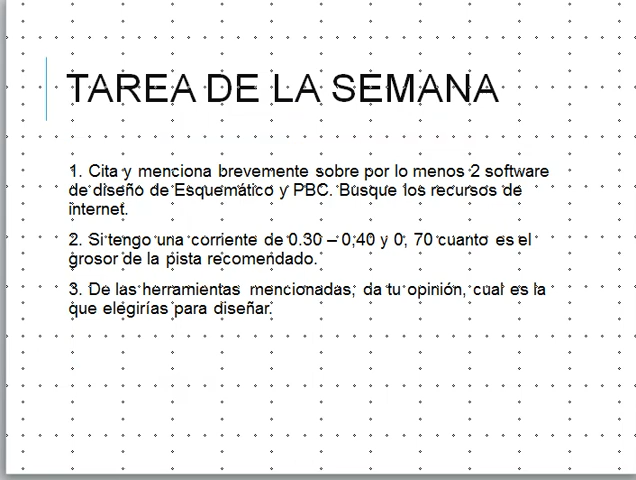 TAREA DE LA SEMANA
1. Cita y menciona brevemente sobre por lo menos 2 software
de diseño de Esquemático y PBC. Busque los recursos de
internet.
2. Si tengo una corriente de 0.30 – 0,40 y 0, 70 cuanto es el
grosor de la pista recomendado.
3. De las herramientas mencionadas, da tu opinión, cual es la
que elegirías para diseñar.